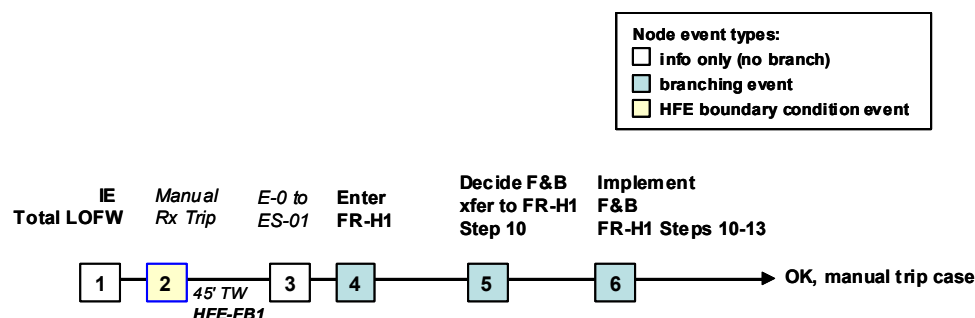 Node event types:
info only (no branch)
branching event
HFE boundary condition event
IE
Total LOFW
Manual
Rx Trip
E-0 to
ES-01
Enter
FR-H1
Decide F&B
xfer to FR-H1
Step 10
Implement
F&B
FR-H1 Steps 10-13
1
2
45' TW
HFE-FB1
3
4
5
6
OK, manual trip case